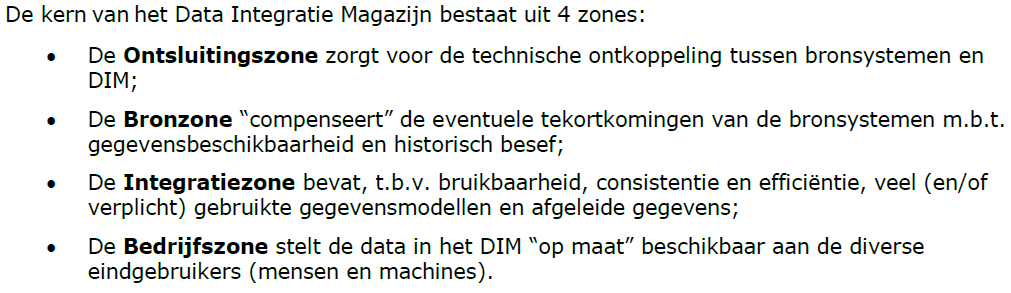 De kern van het Data Integratie Magazijn bestaat uit 4 zones:
• De Ontsluitingszone zorgt voor de technische ontkoppeling tussen bronsystemen en
DIM;
• De Bronzone “compenseert” de eventuele tekortkomingen van de bronsystemen m.b.t.
gegevensbeschikbaarheid en historisch besef;
• De Integratiezone bevat, t.b.v. bruikbaarheid, consistentie en efficiëntie, veel (en/of
verplicht) gebruikte gegevensmodellen en afgeleide gegevens;
• De Bedrijfszone stelt de data in het DIM “op maat” beschikbaar aan de diverse
eindgebruikers (mensen en machines).